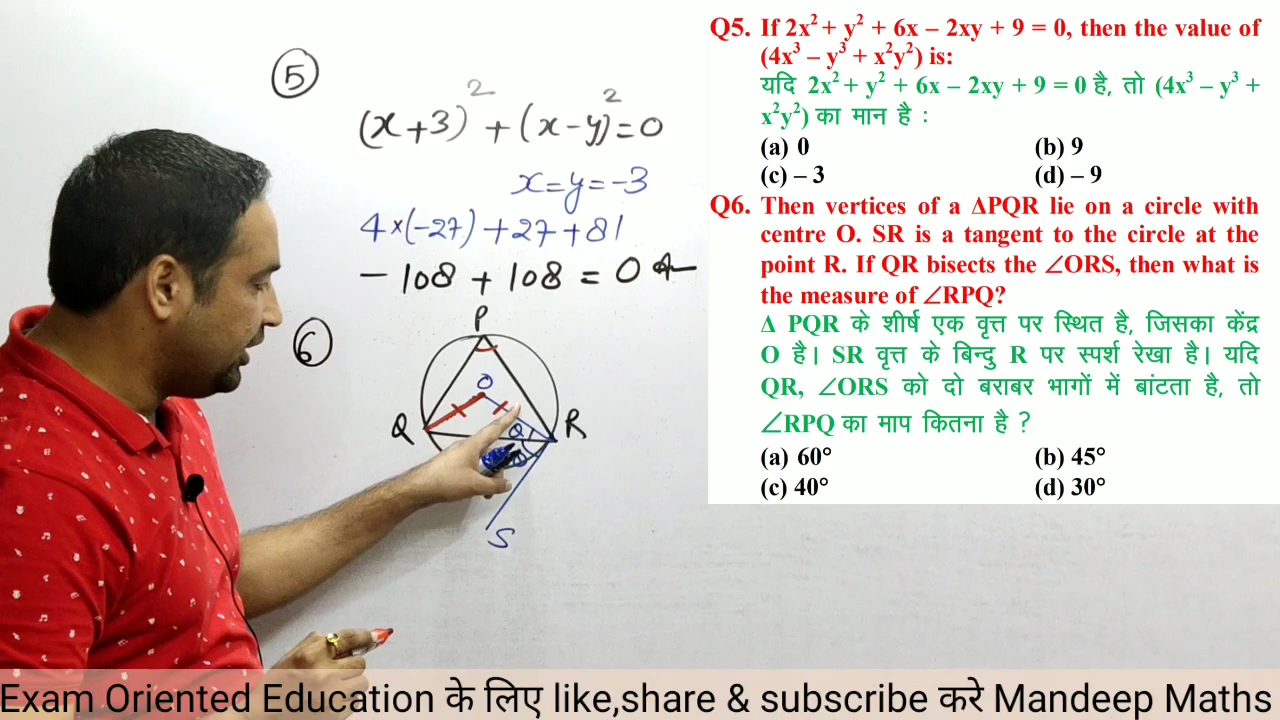 5
(x+3)² + (x-y)² = 0
x = y = -3
4×(-27) + 27 + 81
- 108 + 108 = 0 A
6
P
O
Q
R
θ
θ
S
Q5. If 2x² + y² + 6x – 2xy + 9 = 0, then the value of
(4x³ – y³ + x²y²) is:
यदि 2x² + y² + 6x – 2xy + 9 = 0 है, तो (4x³ – y³ +
x²y²) का मान है :
(a) 0 (b) 9
(c) – 3 (d) – 9
Q6. Then vertices of a ΔPQR lie on a circle with
centre O. SR is a tangent to the circle at the
point R. If QR bisects the ∠ORS, then what is
the measure of ∠RPQ?
Δ PQR के शीर्ष एक वृत्त पर स्थित है, जिसका केंद्र
O है। SR वृत्त के बिन्दु R पर स्पर्श रेखा है। यदि
QR, ∠ORS को दो बराबर भागों में बांटता है, तो
∠RPQ का माप कितना है ?
(a) 60° (b) 45°
(c) 40° (d) 30°
Exam Oriented Education के लिए like,share & subscribe करे Mandeep Maths